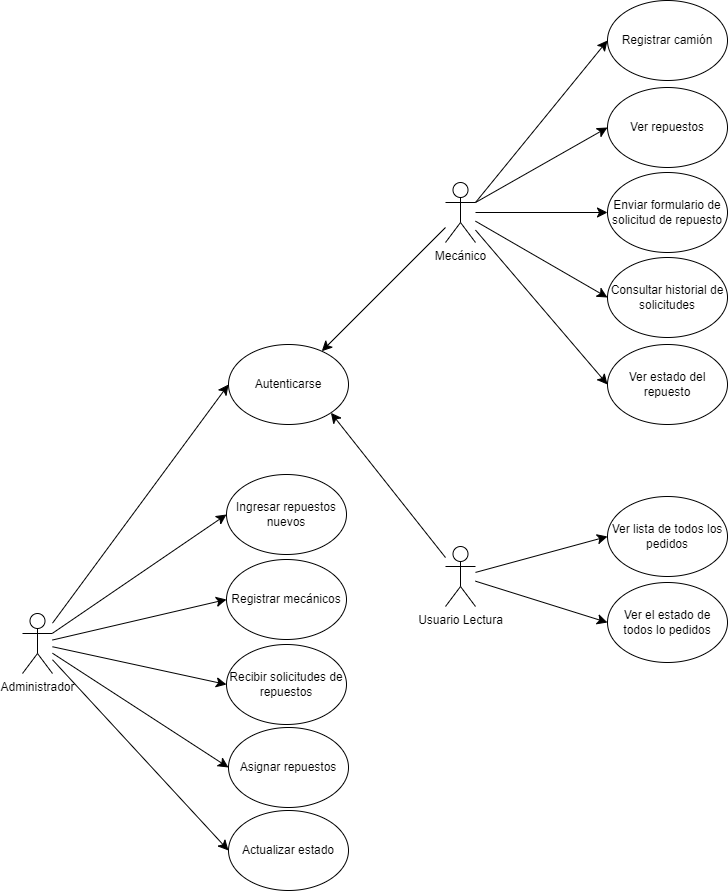 Registrar camión
Ver repuestos
Enviar formulario de
solicitud de repuesto
Mecánico
Consultar historial de
solicitudes
Ver estado del
repuesto
Autenticarse
Ingresar repuestos
nuevos
Ver lista de todos los
pedidos
Registrar mecánicos
Usuario Lectura
Ver el estado de
todos lo pedidos
Administrador
Recibir solicitudes de
repuestos
Asignar repuestos
Actualizar estado